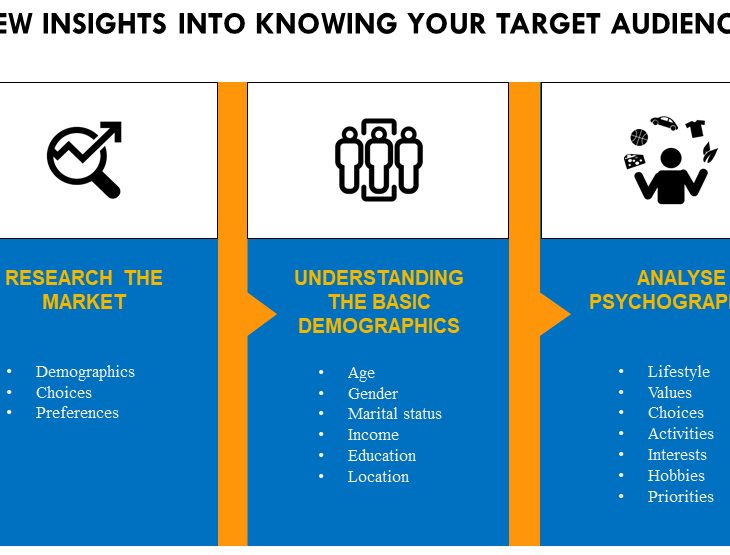 EW INSIGHTS INTO KNOWING YOUR TARGET AUDIENC
RESEARCH THE
MARKET
• Demographics
• Choices
• Preferences
UNDERSTANDING
THE BASIC
DEMOGRAPHICS
• Age
• Gender
• Marital status
• Income
• Education
• Location
ANALYSE
PSYCHOGRAP
• Lifestyle
• Values
• Choices
• Activities
• Interests
• Hobbies
• Priorities